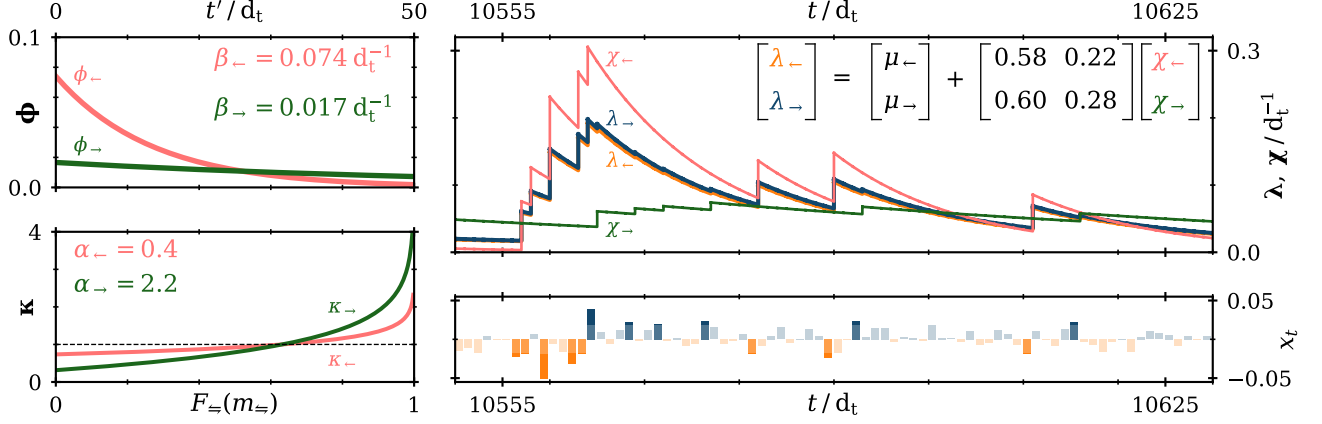 0 t′ / dₜ 50
0.1
ϕ←
β← = 0.074 dₜ⁻¹
β→ = 0.017 dₜ⁻¹
ϕ→
ϕ
0.0
4
α← = 0.4
α→ = 2.2
κ
κ→
κ←
0
0 F⇋(m⇋) 1
10555 t / dₜ 10625
χ←
λ→
λ←
χ→
[λ← λ→] = [μ← μ→] + [0.58 0.22 0.60 0.28] [χ← χ→]
0.3
λ, χ / dₜ⁻¹
0.0
0.05
xₜ
−0.05
10555 t / dₜ 10625